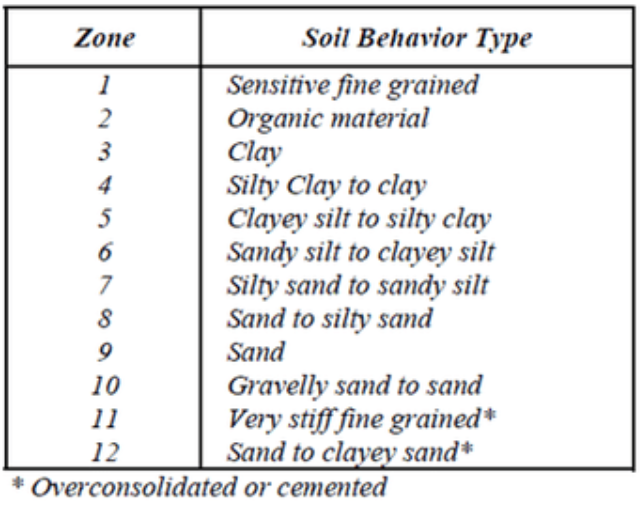 Zone Soil Behavior Type
1 Sensitive fine grained
2 Organic material
3 Clay
4 Silty Clay to clay
5 Clayey silt to silty clay
6 Sandy silt to clayey silt
7 Silty sand to sandy silt
8 Sand to silty sand
9 Sand
10 Gravelly sand to sand
11 Very stiff fine grained*
12 Sand to clayey sand*
* Overconsolidated or cemented